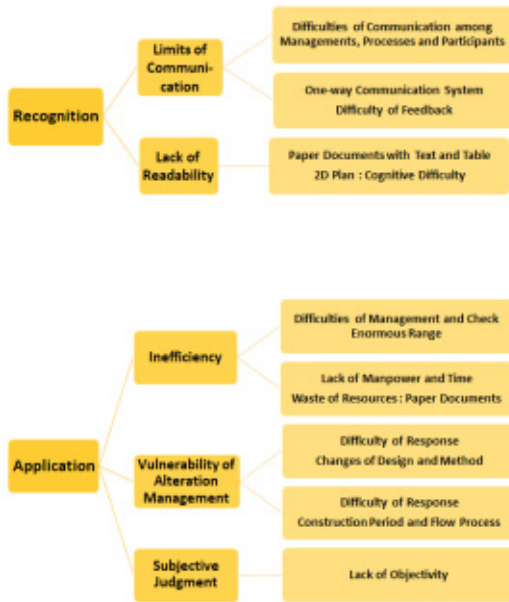 Recognition
Limits of
Communi-
cation
Difficulties of Communication among
Managements, Processes and Participants
One-way Communication System
Difficulty of Feedback
Lack of
Readability
Paper Documents with Text and Table
2D Plan : Cognitive Difficulty
Application
Inefficiency
Difficulties of Management and Check
Enormous Range
Lack of Manpower and Time
Waste of Resources : Paper Documents
Vulnerability of
Alteration
Management
Difficulty of Response
Changes of Design and Method
Difficulty of Response
Construction Period and Flow Process
Subjective
Judgment
Lack of Objectivity